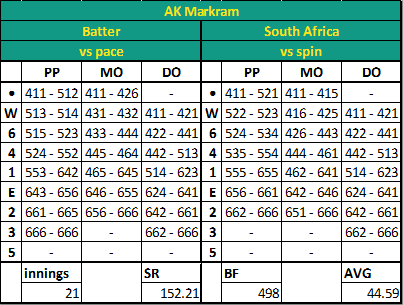 AK Markram
Batter South Africa
vs pace vs spin
PP MO DO PP MO DO
• 411 - 512 411 - 426 - • 411 - 521 411 - 415 -
W 513 - 514 431 - 432 411 - 421 W 522 - 523 416 - 425 411 - 421
6 515 - 523 433 - 444 422 - 441 6 524 - 534 426 - 443 422 - 441
4 524 - 552 445 - 464 442 - 513 4 535 - 554 444 - 461 442 - 513
1 553 - 642 465 - 645 514 - 623 1 555 - 655 462 - 641 514 - 623
E 643 - 656 646 - 655 624 - 641 E 656 - 661 642 - 646 624 - 641
2 661 - 665 656 - 666 642 - 661 2 662 - 666 651 - 666 642 - 661
3 666 - 666 - 662 - 666 3 - - 662 - 666
5 - - - 5 - - -
innings SR BF AVG
21 152.21 498 44.59